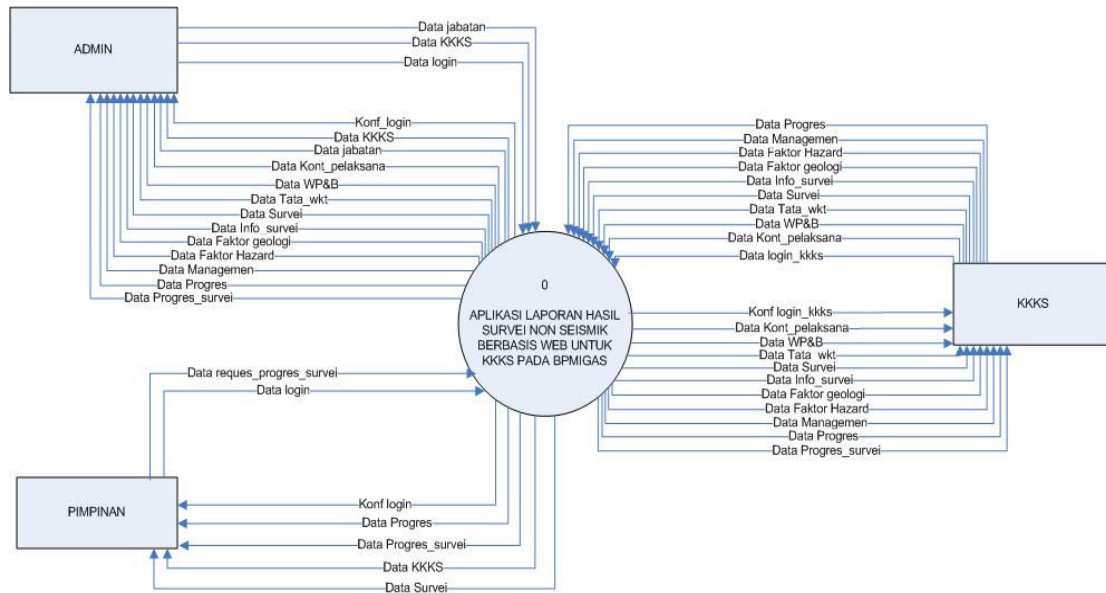 ADMIN
Data jabatan
Data KKKS
Data login
Konf_login
Data KKKS
Data jabatan
Data Kont_pelaksana
Data WP&B
Data Tata_wkt
Data Survei
Data Info_survei
Data Faktor geologi
Data Faktor Hazard
Data Managemen
Data Progres
Data Progres_survei
Data Progres
Data Managemen
Data Faktor Hazard
Data Faktor geologi
Data Info_survei
Data Survei
Data Tata_wkt
Data WP&B
Data Kont_pelaksana
Data login_kkks
KKKS
0
APLIKASI LAPORAN HASIL
SURVEI NON SEISMIK
BERBASIS WEB UNTUK
KKKS PADA BPMIGAS
Konf login_kkks
Data Kont_pelaksana
Data WP&B
Data Tata_wkt
Data Survei
Data Info_survei
Data Faktor geologi
Data Faktor Hazard
Data Managemen
Data Progres
Data Progres_survei
Data reques_progres_survei
Data login
PIMPINAN
Konf login
Data Progres
Data Progres_survei
Data KKKS
Data Survei